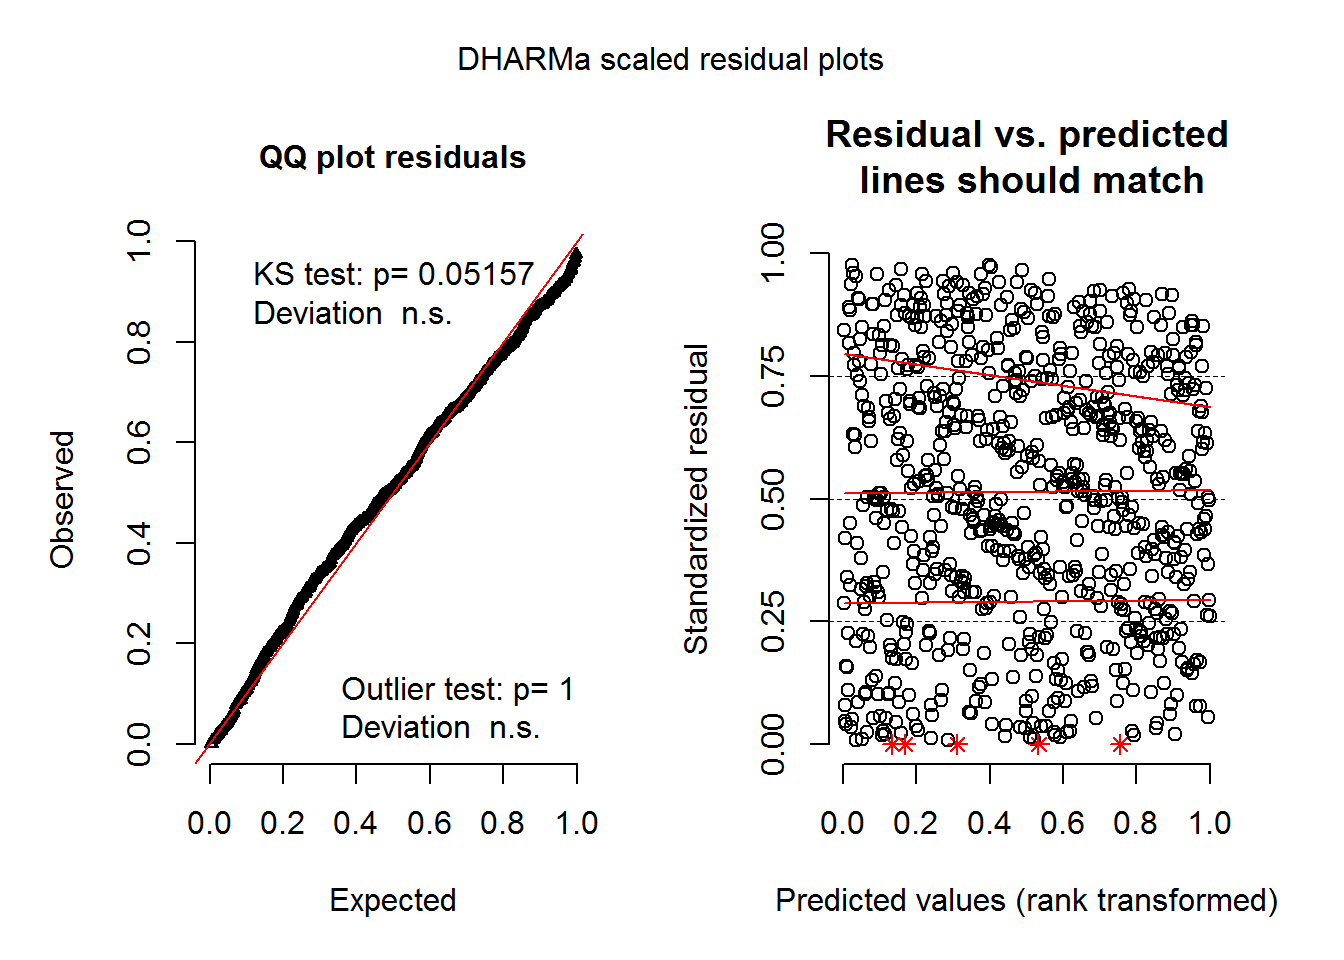 DHARMa scaled residual plots
QQ plot residuals
KS test: p= 0.05157
Deviation  n.s.
Outlier test: p= 1
Deviation  n.s.
Observed
0.0 0.2 0.4 0.6 0.8 1.0
0.0 0.2 0.4 0.6 0.8 1.0
Expected
Residual vs. predicted
lines should match
Standardized residual
0.00 0.25 0.50 0.75 1.00
0.0 0.2 0.4 0.6 0.8 1.0
Predicted values (rank transformed)